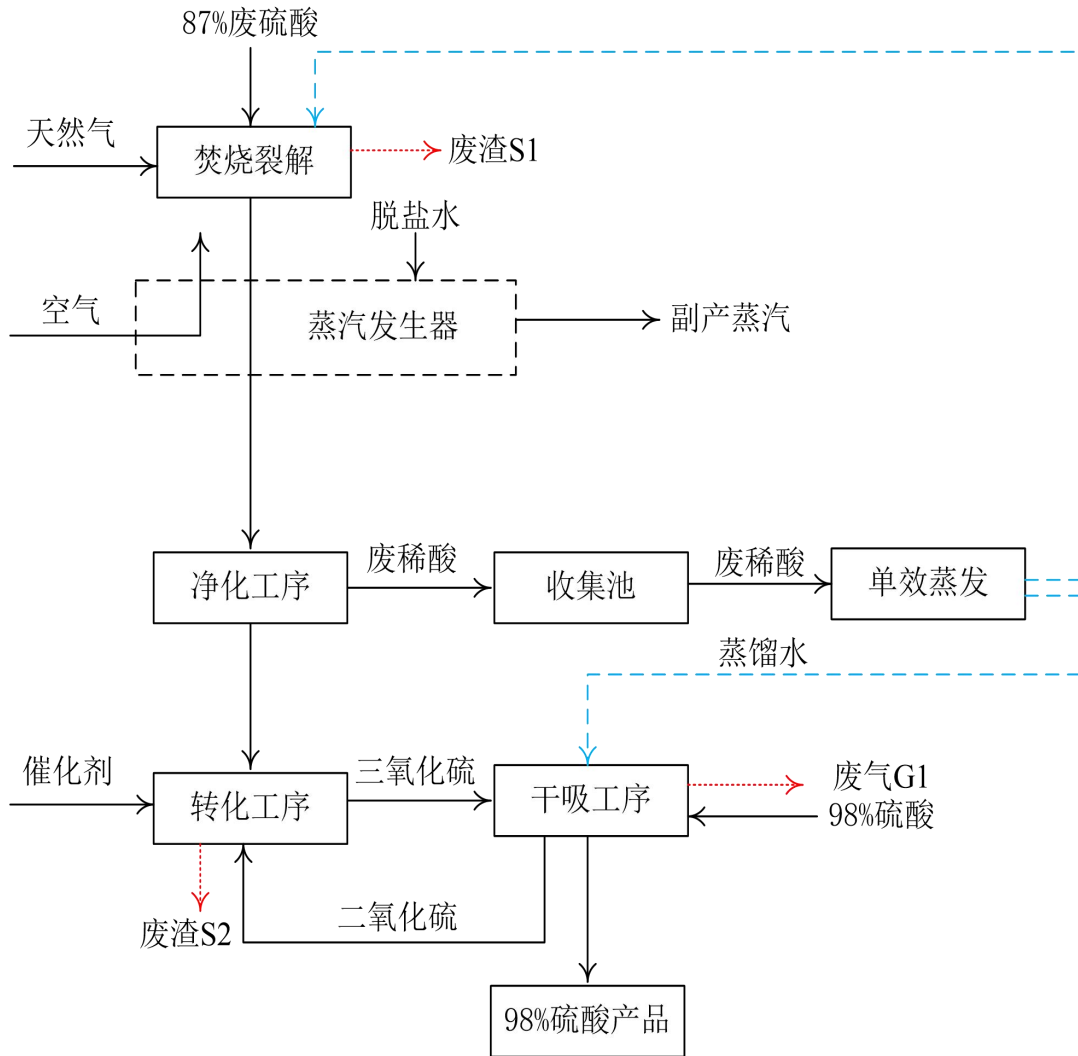 87%废硫酸
天然气
焚烧裂解
废渣S1
脱盐水
空气
蒸汽发生器
副产蒸汽
净化工序
废稀酸
收集池
废稀酸
单效蒸发
蒸馏水
催化剂
转化工序
三氧化硫
干吸工序
废气G1
98%硫酸
二氧化硫
废渣S2
98%硫酸产品